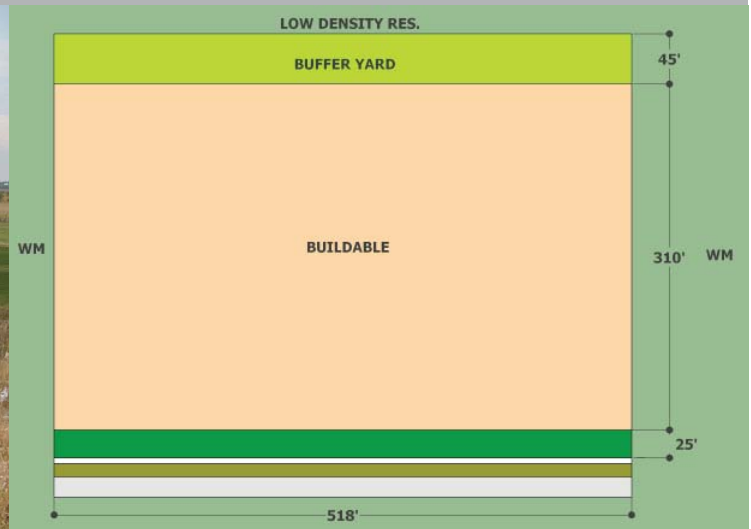 LOW DENSITY RES.
BUFFER YARD
45'
WM
BUILDABLE
310'
WM
25'
518'